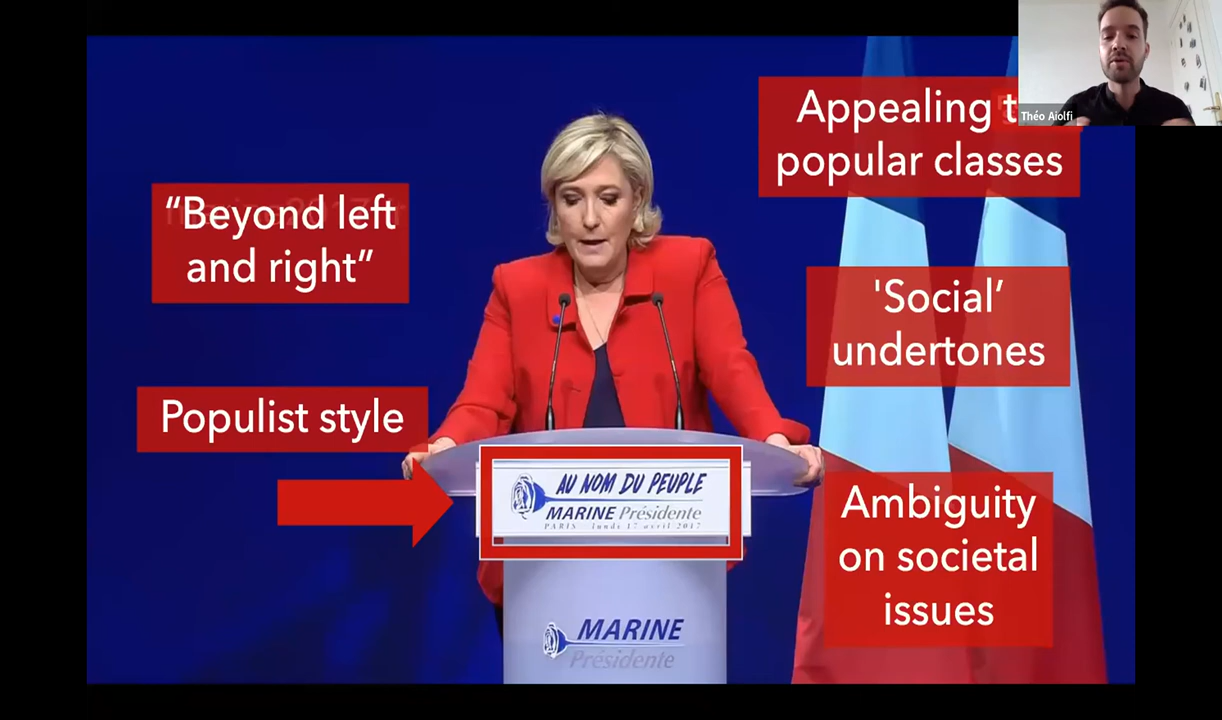 Théo Aiolfi
Appealing t
popular classes
“Beyond left
and right”
'Social’
undertones
Populist style
AU NOM DU PEUPLE
MARINE Présidente
PARIS - lundi 17 avril 2017
Ambiguity
on societal
issues
MARINE
Présidente